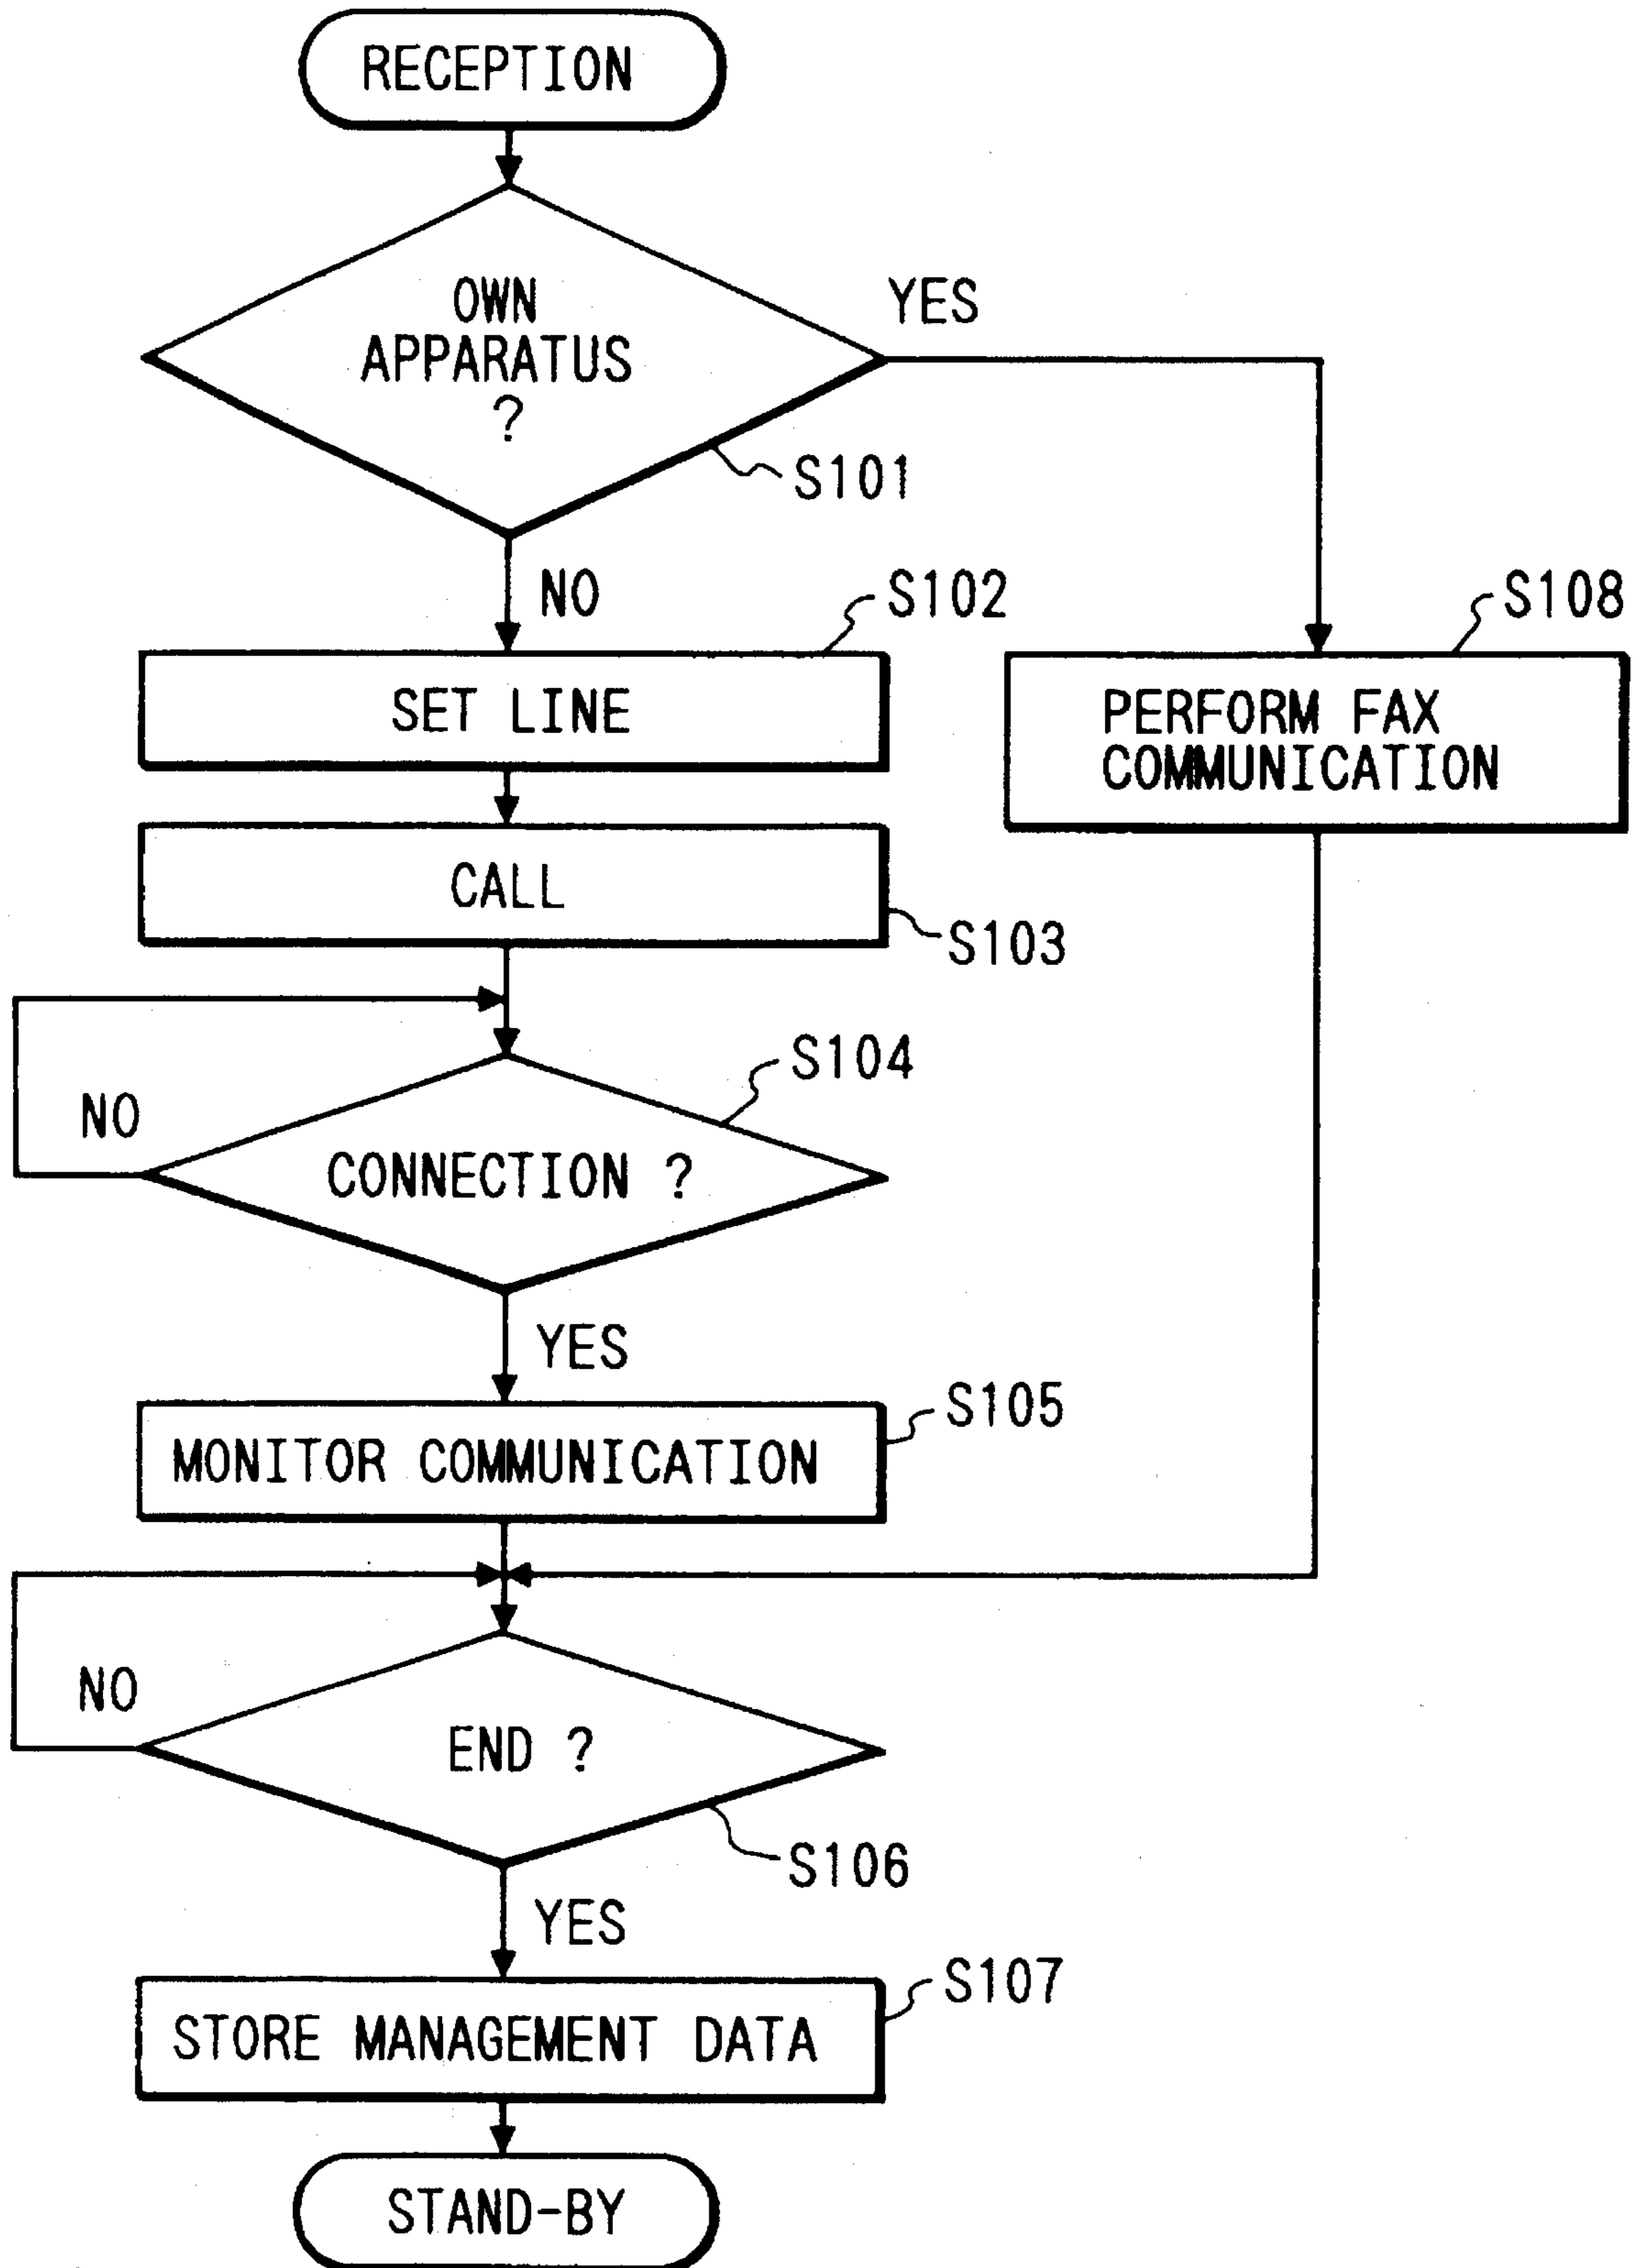 RECEPTION
OWN
APPARATUS
?
YES
S101
NO
S102
S108
SET LINE
PERFORM FAX
COMMUNICATION
CALL
S103
S104
NO
CONNECTION ?
YES
S105
MONITOR COMMUNICATION
NO
END ?
S106
YES
S107
STORE MANAGEMENT DATA
STAND-BY